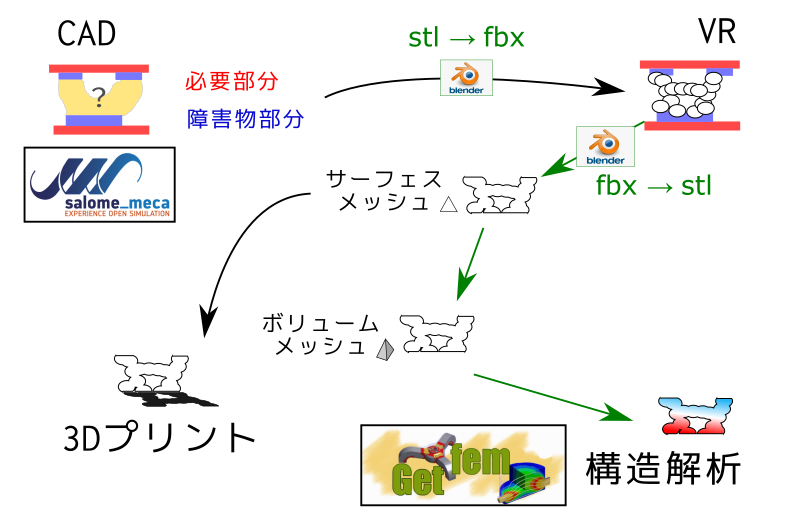 CAD
stl → fbx
VR
必要部分
?
blender
障害物部分
blender
サーフェス
メッシュ
fbx → stl
salome_meca
EXPERIENCE OPEN SIMULATION
ボリューム
メッシュ
3Dプリント
Getfem
構造解析